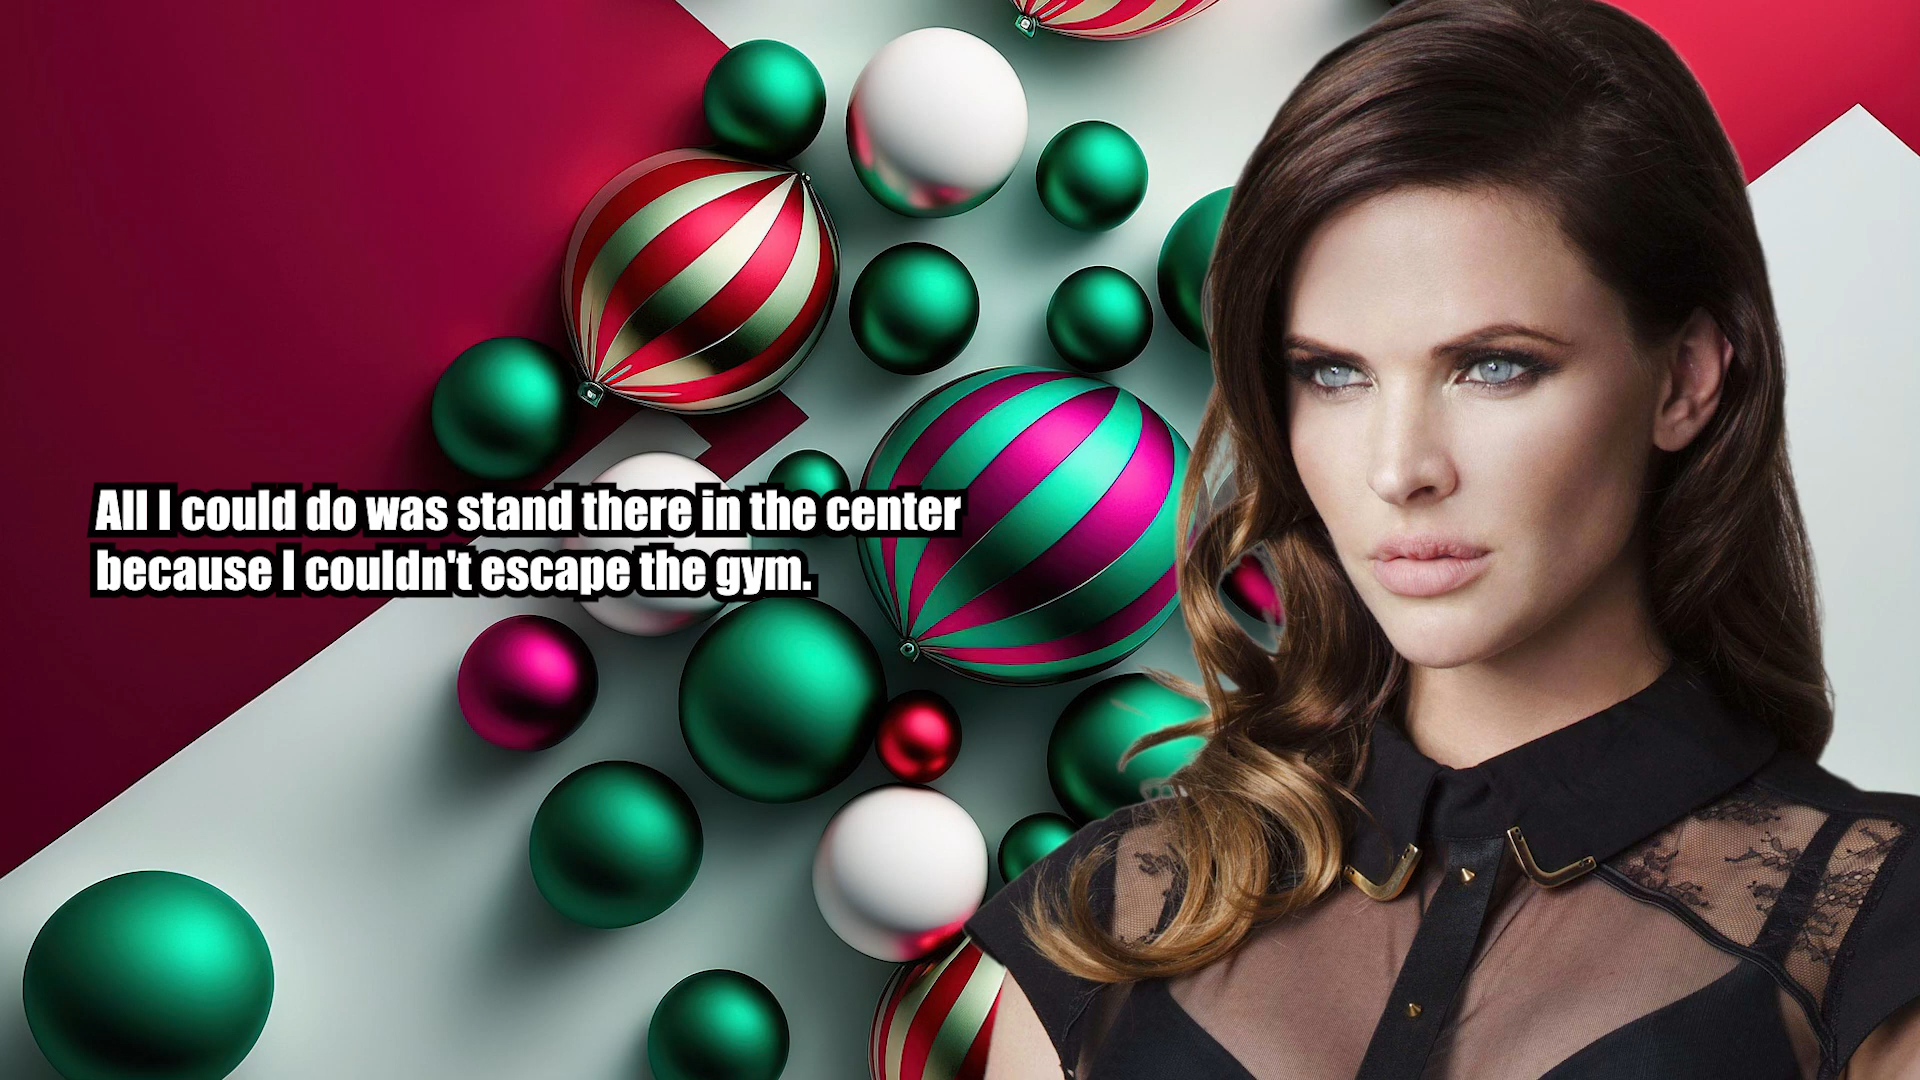 All I could do was stand there in the center
because I couldn't escape the gym.